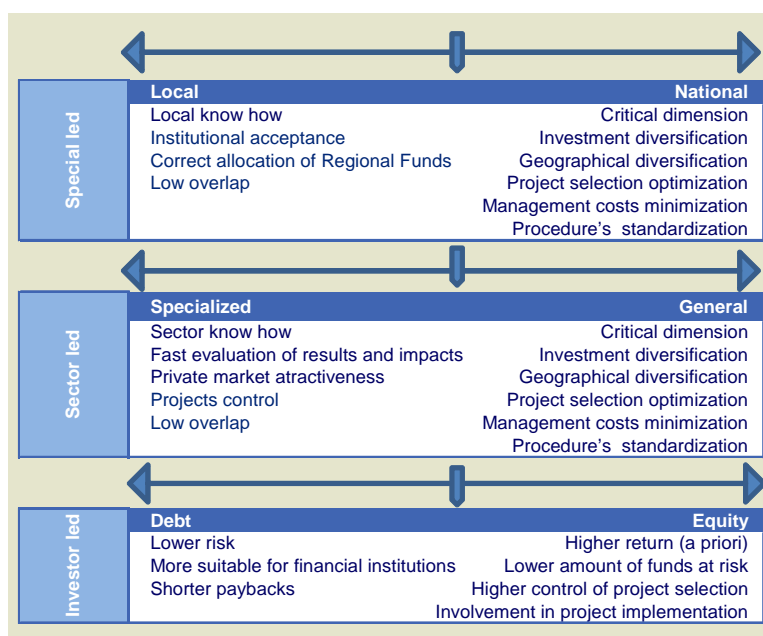 Special led
Local National
Local know how Critical dimension
Institutional acceptance Investment diversification
Correct allocation of Regional Funds Geographical diversification
Low overlap Project selection optimization
Management costs minimization
Procedure's standardization
Sector led
Specialized General
Sector know how Critical dimension
Fast evaluation of results and impacts Investment diversification
Private market atractiveness Geographical diversification
Projects control Project selection optimization
Low overlap Management costs minimization
Procedure's standardization
Investor led
Debt Equity
Lower risk Higher return (a priori)
More suitable for financial institutions Lower amount of funds at risk
Shorter paybacks Higher control of project selection
Involvement in project implementation